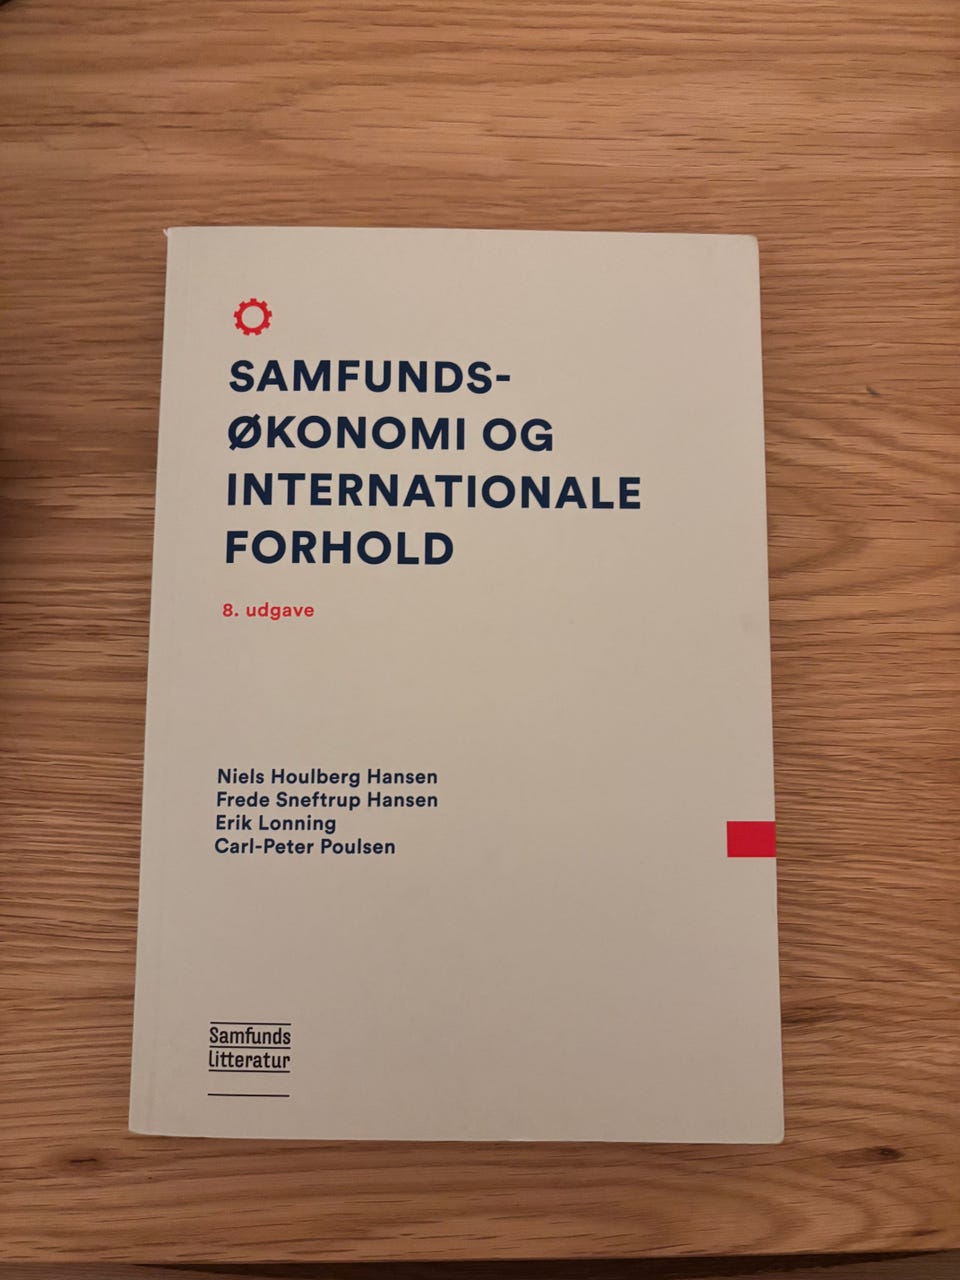 SAMFUNDS-
ØKONOMI OG
INTERNATIONALE
FORHOLD
8. udgave
Niels Houlberg Hansen
Frede Sneftrup Hansen
Erik Lonning
Carl-Peter Poulsen
Samfunds
litteratur